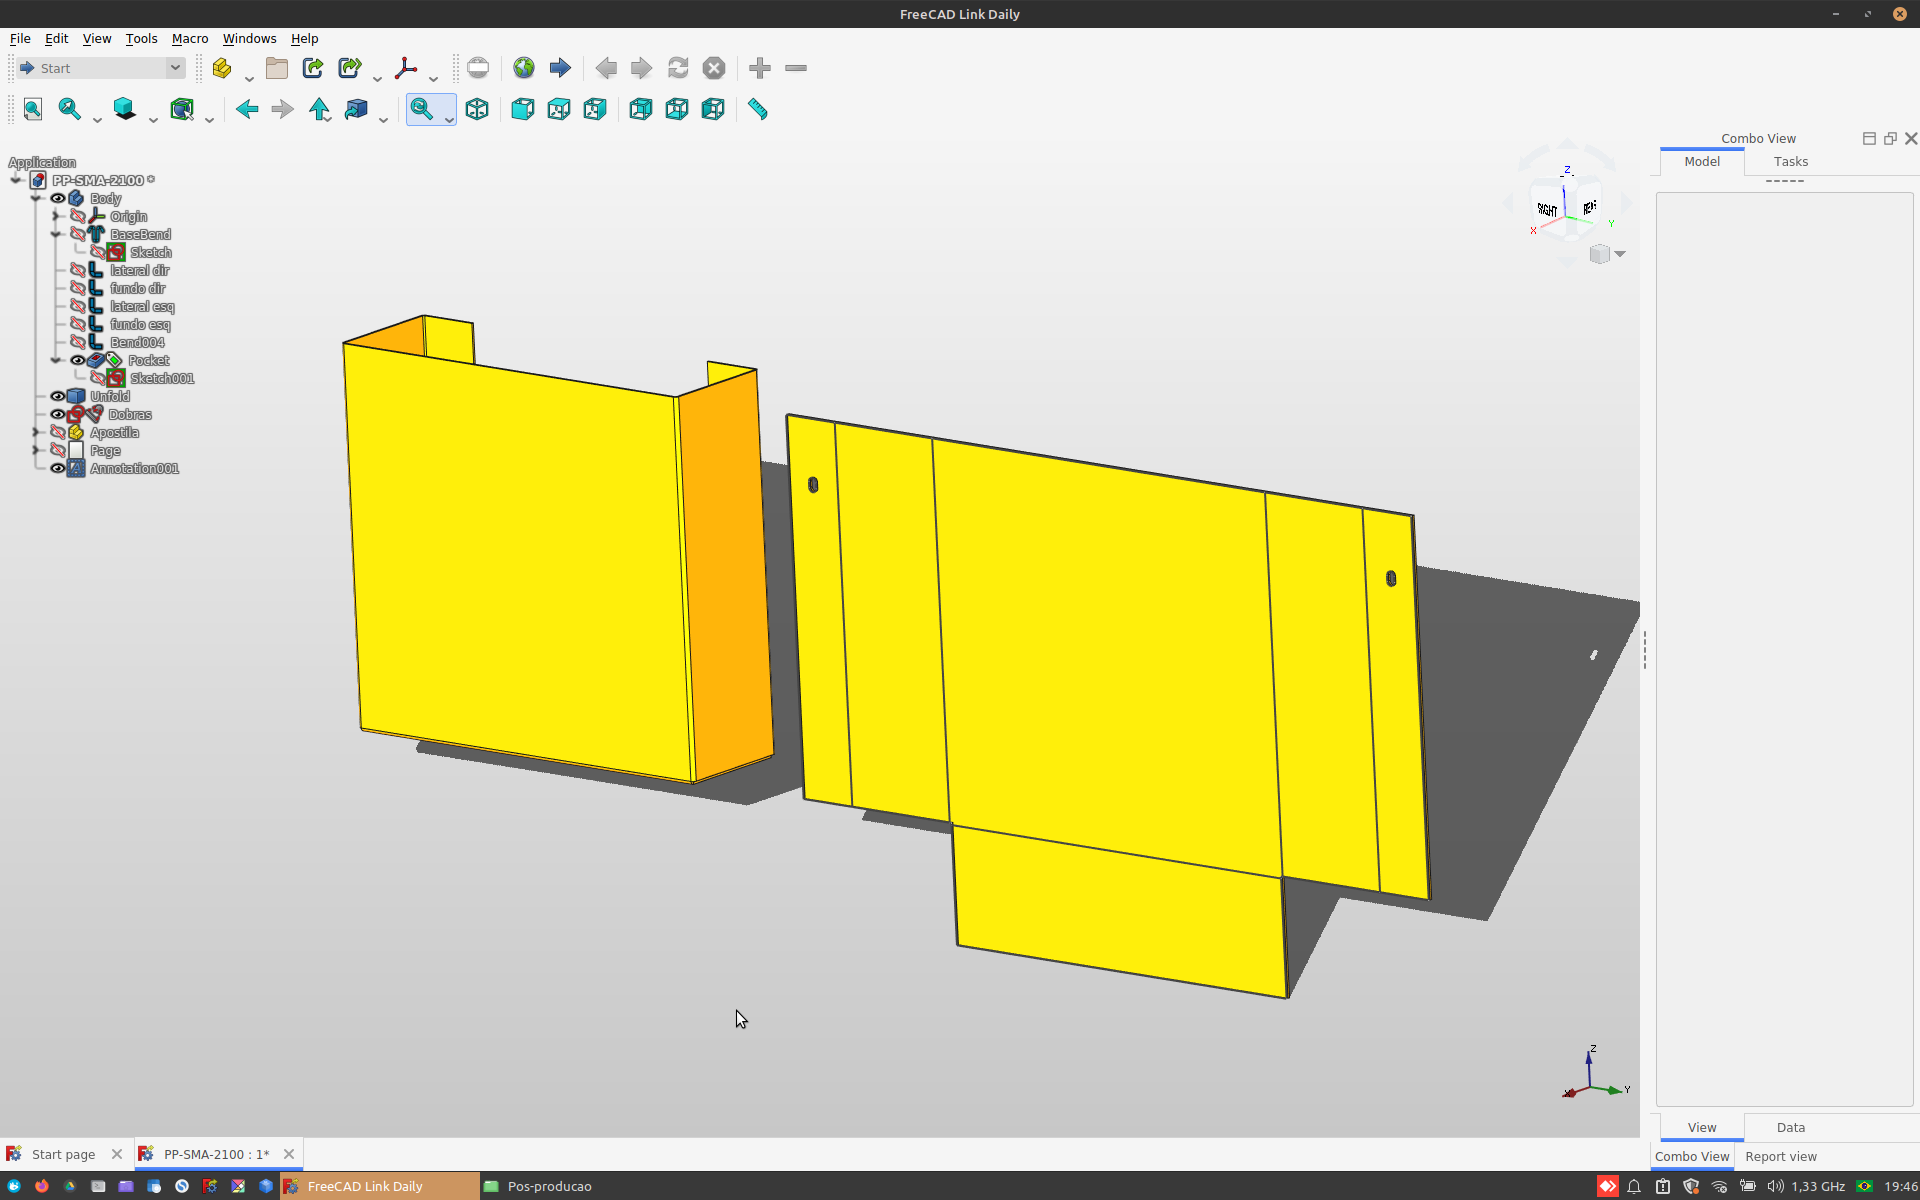 FreeCAD Link Daily
File Edit View Tools Macro Windows Help
Start
Combo View
Model Tasks
Application
PP-SMA-2100 *
Body
Origin
BaseBend
Sketch
lateral dir
fundo dir
lateral esq
fundo esq
Bend004
Pocket
Sketch001
Unfold
Dobras
Apostila
Page
Annotation001
Z
RIGHT
X
Y
Z
X
Y
View Data
Start page
PP-SMA-2100 : 1*
Combo View Report view
FreeCAD Link Daily
Pos-producao
1,33 GHz
19:46